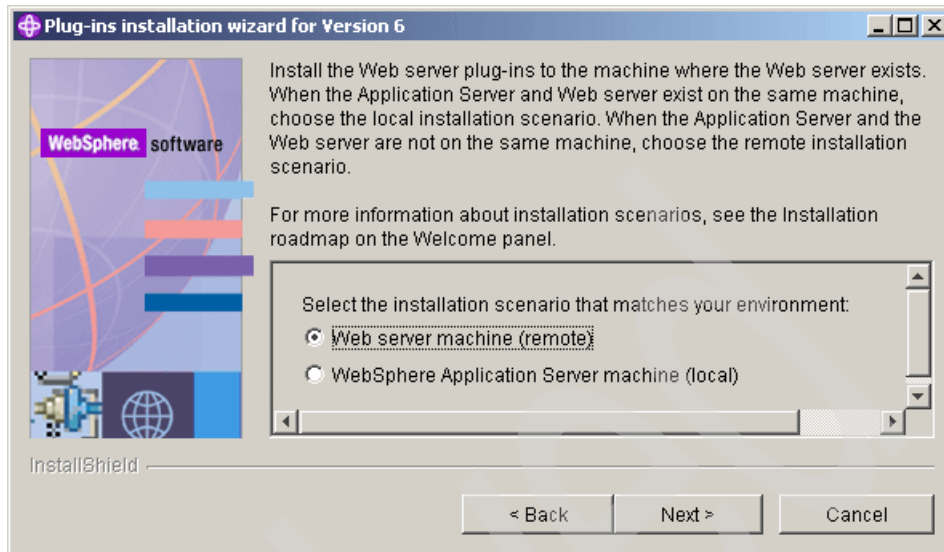 Plug-ins installation wizard for Version 6
Install the Web server plug-ins to the machine where the Web server exists.
When the Application Server and Web server exist on the same machine,
choose the local installation scenario. When the Application Server and the
Web server are not on the same machine, choose the remote installation
scenario.
WebSphere. software
For more information about installation scenarios, see the Installation
roadmap on the Welcome panel.
Select the installation scenario that matches your environment:
Web server machine (remote)
WebSphere Application Server machine (local)
InstallShield
< Back
Next >
Cancel